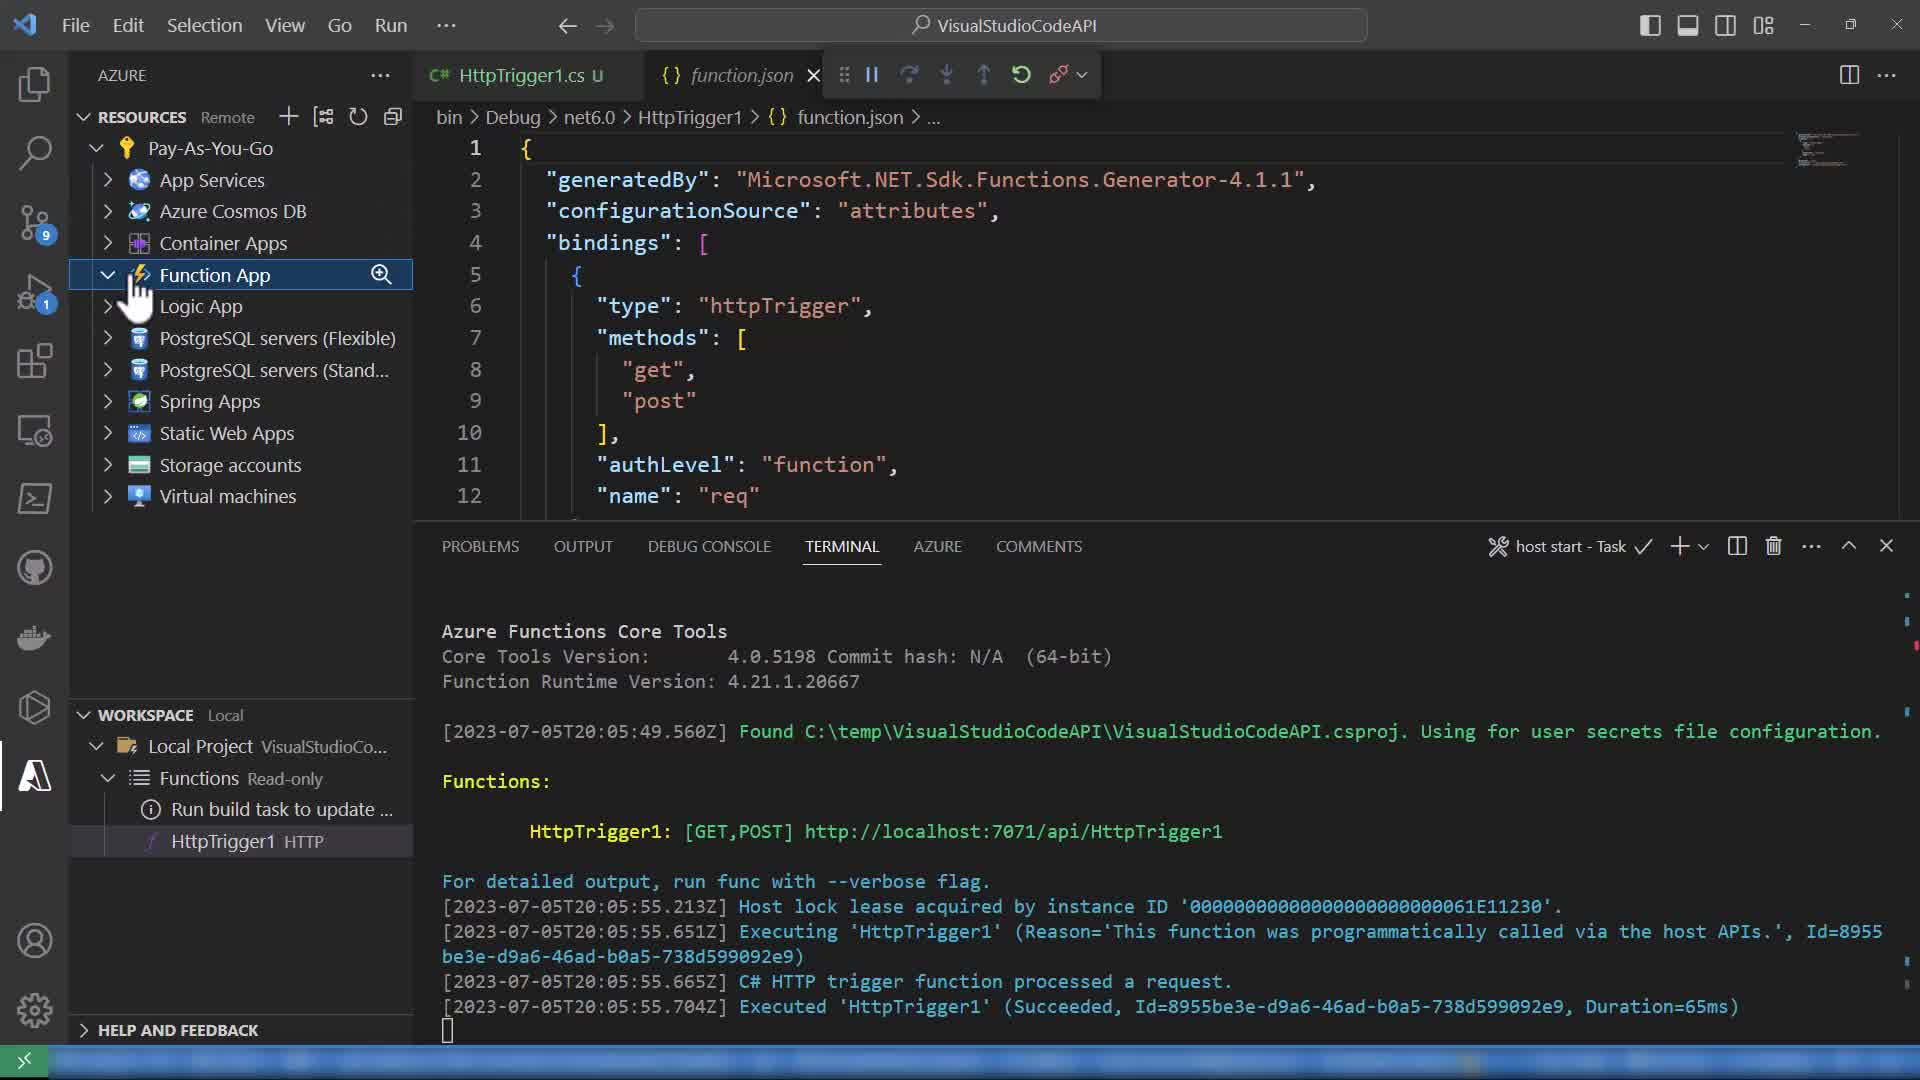 File Edit Selection View Go Run ...
VisualStudioCodeAPI
AZURE
RESOURCES Remote
Pay-As-You-Go
App Services
Azure Cosmos DB
Container Apps
Function App
Logic App
PostgreSQL servers (Flexible)
PostgreSQL servers (Stand...
Spring Apps
Static Web Apps
Storage accounts
Virtual machines
9
1
WORKSPACE Local
Local Project VisualStudioCo...
Functions Read-only
Run build task to update ...
HttpTrigger1 HTTP
HELP AND FEEDBACK
C# HttpTrigger1.cs U
{} function.json
bin > Debug > net6.0 > HttpTrigger1 > {} function.json > ...
1 {
2 "generatedBy": "Microsoft.NET.Sdk.Functions.Generator-4.1.1",
3 "configurationSource": "attributes",
4 "bindings": [
5 {
6 "type": "httpTrigger",
7 "methods": [
8 "get",
9 "post"
10 ],
11 "authLevel": "function",
12 "name": "req"
PROBLEMS OUTPUT DEBUG CONSOLE TERMINAL AZURE COMMENTS
host start - Task
Azure Functions Core Tools
Core Tools Version: 4.0.5198 Commit hash: N/A (64-bit)
Function Runtime Version: 4.21.1.20667
[2023-07-05T20:05:49.560Z] Found C:\temp\VisualStudioCodeAPI\VisualStudioCodeAPI.csproj. Using for user secrets file configuration.
Functions:
HttpTrigger1: [GET,POST] http://localhost:7071/api/HttpTrigger1
For detailed output, run func with --verbose flag.
[2023-07-05T20:05:55.213Z] Host lock lease acquired by instance ID '00000000000000000000000061E11230'.
[2023-07-05T20:05:55.651Z] Executing 'HttpTrigger1' (Reason='This function was programmatically called via the host APIs.', Id=8955
be3e-d9a6-46ad-b0a5-738d599092e9)
[2023-07-05T20:05:55.665Z] C# HTTP trigger function processed a request.
[2023-07-05T20:05:55.704Z] Executed 'HttpTrigger1' (Succeeded, Id=8955be3e-d9a6-46ad-b0a5-738d599092e9, Duration=65ms)